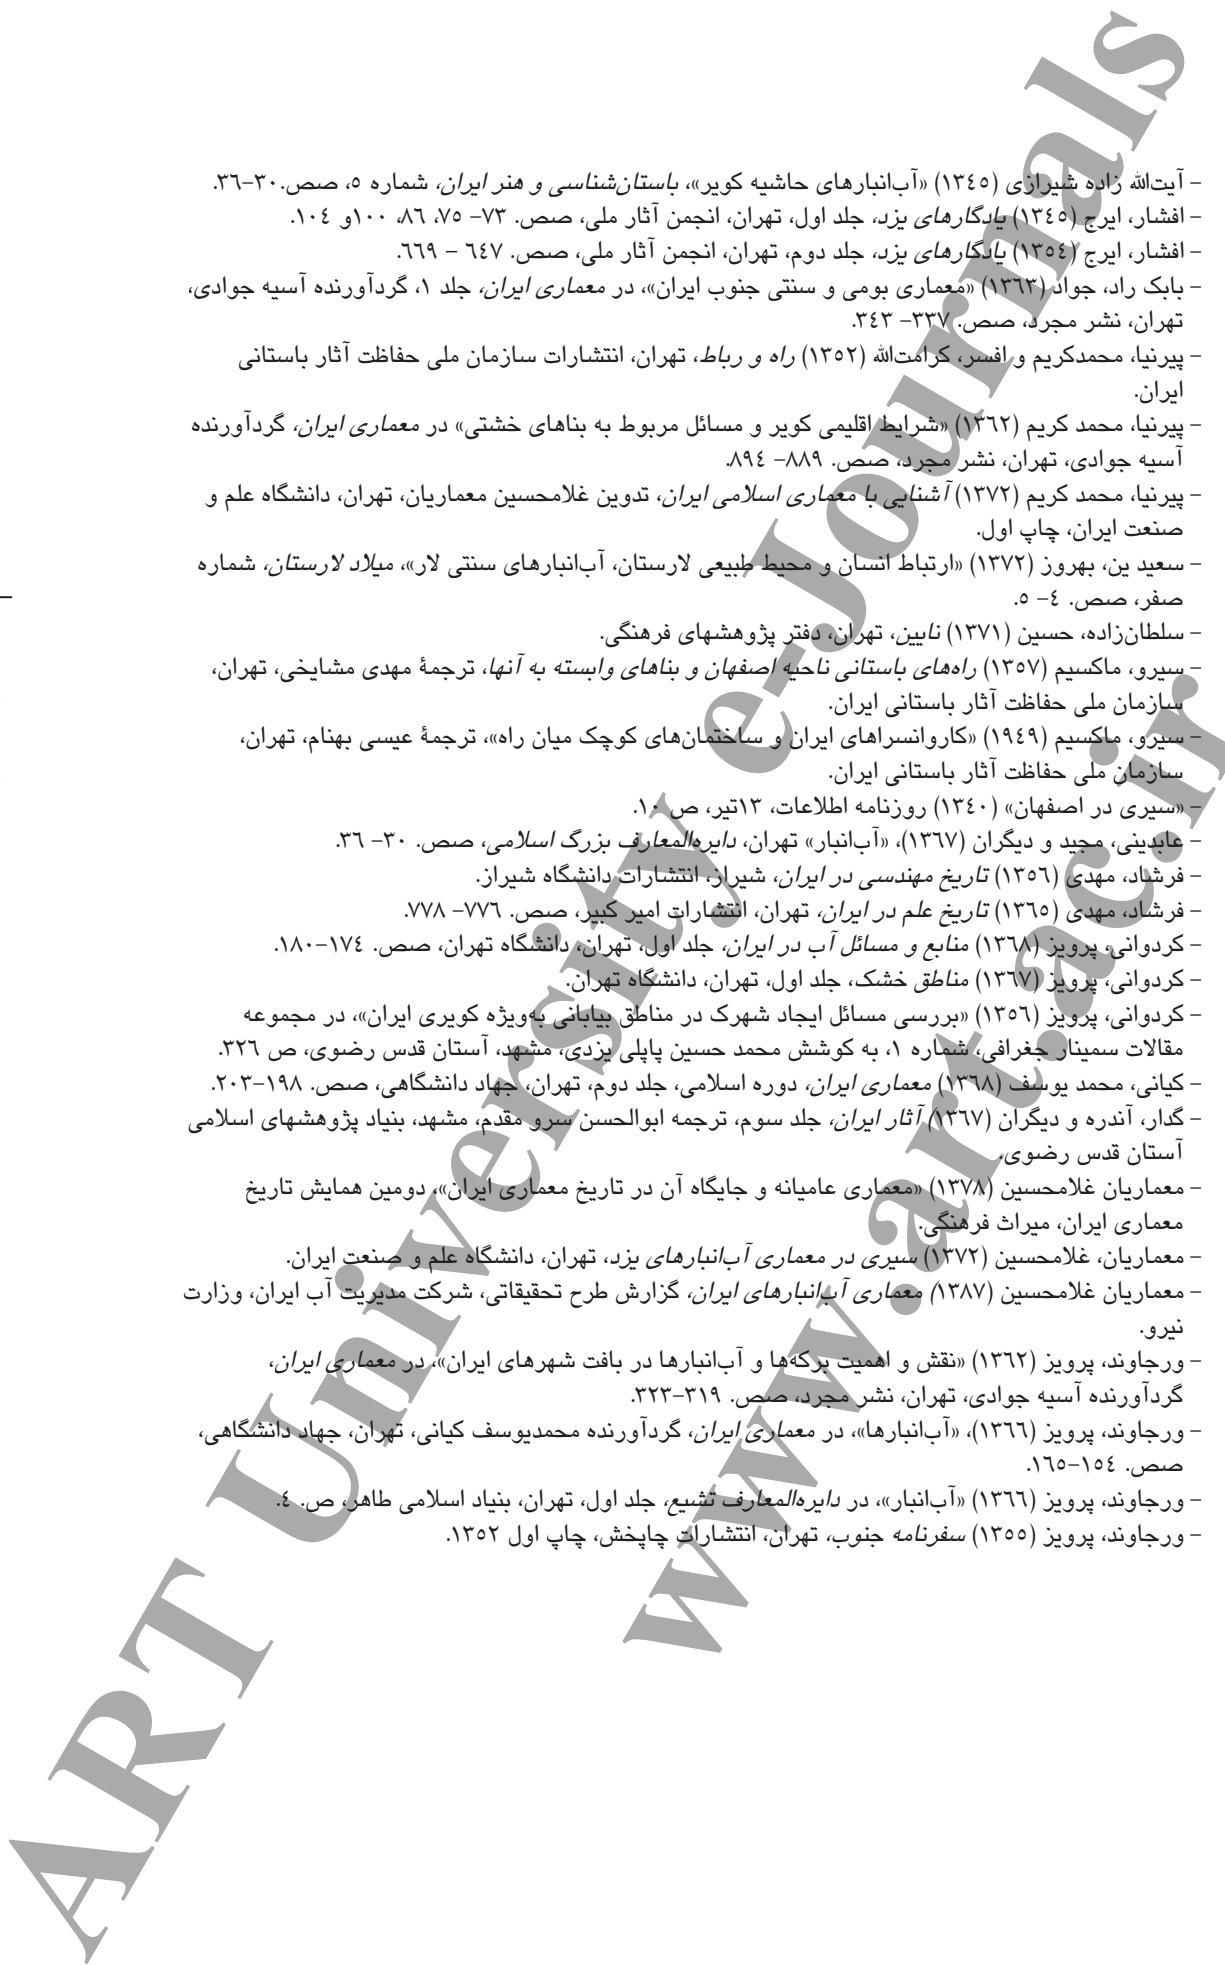 – آیت‌الله زاده شیرازی (۱۳٤٥) «آب‌انبارهای حاشیه کویر»، باستان‌شناسی و هنر ایران، شماره ٥، صص.۳۰-۳٦.
– افشار، ایرج (۱۳٤٥) یادگارهای یزد، جلد اول، تهران، انجمن آثار ملی، صص. ۷۳- ۷٥، ۸٦، ۱۰۰و ۱۰٤.
– افشار، ایرج (۱۳٥٤) یادگارهای یزد، جلد دوم، تهران، انجمن آثار ملی، صص. ٦٤۷ – ٦٦۹.
– بابک راد، جواد (۱۳٦۳) «معماری بومی و سنتی جنوب ایران»، در معماری ایران، جلد ۱، گردآورنده آسیه جوادی،
تهران، نشر مجرد، صص. ۳۳۷- ۳٤۳.
– پیرنیا، محمدکریم و افسر، کرامت‌الله (۱۳٥۲) راه و رباط، تهران، انتشارات سازمان ملی حفاظت آثار باستانی
ایران.
– پیرنیا، محمد کریم (۱۳٦۲) «شرایط اقلیمی کویر و مسائل مربوط به بناهای خشتی» در معماری ایران، گردآورنده
آسیه جوادی، تهران، نشر مجرد، صص. ۸۸۹- ۸۹٤.
– پیرنیا، محمد کریم (۱۳۷۲) آشنایی با معماری اسلامی ایران، تدوین غلامحسین معماریان، تهران، دانشگاه علم و
صنعت ایران، چاپ اول.
– سعید ین، بهروز (۱۳۷۲) «ارتباط انسان و محیط طبیعی لارستان، آب‌انبارهای سنتی لار»، میلاد لارستان، شماره
صفر، صص. ٤- ٥.
– سلطان‌زاده، حسین (۱۳۷۱) نایین، تهران، دفتر پژوهشهای فرهنگی.
– سیرو، ماکسیم (۱۳٥۷) راه‌های باستانی ناحیه اصفهان و بناهای وابسته به آنها، ترجمهٔ مهدی مشایخی، تهران،
سازمان ملی حفاظت آثار باستانی ایران.
– سیرو، ماکسیم (۱۹٤۹) «کاروانسراهای ایران و ساختمان‌های کوچک میان راه»، ترجمهٔ عیسی بهنام، تهران،
سازمان ملی حفاظت آثار باستانی ایران.
– «سیری در اصفهان» (۱۳٤۰) روزنامه اطلاعات، ۱۳تیر، ص ۱۰.
– عابدینی، مجید و دیگران (۱۳٦۷)، «آب‌انبار» تهران، دایره‌المعارف بزرگ اسلامی، صص. ۳۰- ۳٦.
– فرشاد، مهدی (۱۳٥٦) تاریخ مهندسی در ایران، شیراز، انتشارات دانشگاه شیراز.
– فرشاد، مهدی (۱۳٦٥) تاریخ علم در ایران، تهران، انتشارات امیر کبیر، صص. ۷۷٦- ۷۷۸.
– کردوانی، پرویز (۱۳٦۸) منابع و مسائل آب در ایران، جلد اول، تهران، دانشگاه تهران، صص. ۱۷٤-۱۸۰.
– کردوانی، پرویز (۱۳٦۷) مناطق خشک، جلد اول، تهران، دانشگاه تهران.
– کردوانی، پرویز (۱۳٥٦) «بررسی مسائل ایجاد شهرک در مناطق بیابانی به‌ویژه کویری ایران»، در مجموعه
مقالات سمینار جغرافی، شماره ۱، به کوشش محمد حسین پاپلی یزدی، مشهد، آستان قدس رضوی، ص ۳۲٦.
– کیانی، محمد یوسف (۱۳٦۸) معماری ایران، دوره اسلامی، جلد دوم، تهران، جهاد دانشگاهی، صص. ۱۹۸-۲۰۳.
– گدار، آندره و دیگران (۱۳٦۷) آثار ایران، جلد سوم، ترجمه ابوالحسن سرو مقدم، مشهد، بنیاد پژوهشهای اسلامی
آستان قدس رضوی.
– معماریان غلامحسین (۱۳۷۸) «معماری عامیانه و جایگاه آن در تاریخ معماری ایران»، دومین همایش تاریخ
معماری ایران، میراث فرهنگی.
– معماریان، غلامحسین (۱۳۷۲) سیری در معماری آب‌انبارهای یزد، تهران، دانشگاه علم و صنعت ایران.
– معماریان غلامحسین (۱۳۸۷) معماری آب‌انبارهای ایران، گزارش طرح تحقیقاتی، شرکت مدیریت آب ایران، وزارت
نیرو.
– ورجاوند، پرویز (۱۳٦۲) «نقش و اهمیت برکه‌ها و آب‌انبارها در بافت شهرهای ایران»، در معماری ایران،
گردآورنده آسیه جوادی، تهران، نشر مجرد، صص. ۳۱۹-۳۲۳.
– ورجاوند، پرویز (۱۳٦٦)، «آب‌انبارها»، در معماری ایران، گردآورنده محمدیوسف کیانی، تهران، جهاد دانشگاهی،
صص. ۱٥٤-۱٦٥.
– ورجاوند، پرویز (۱۳٦٦) «آب‌انبار»، در دایره‌المعارف تشیع، جلد اول، تهران، بنیاد اسلامی طاهر، ص. ٤.
– ورجاوند، پرویز (۱۳٥٥) سفرنامه جنوب، تهران، انتشارات چاپخش، چاپ اول ۱۳٥۲.
ART University e-Journals
www.art.ac.ir